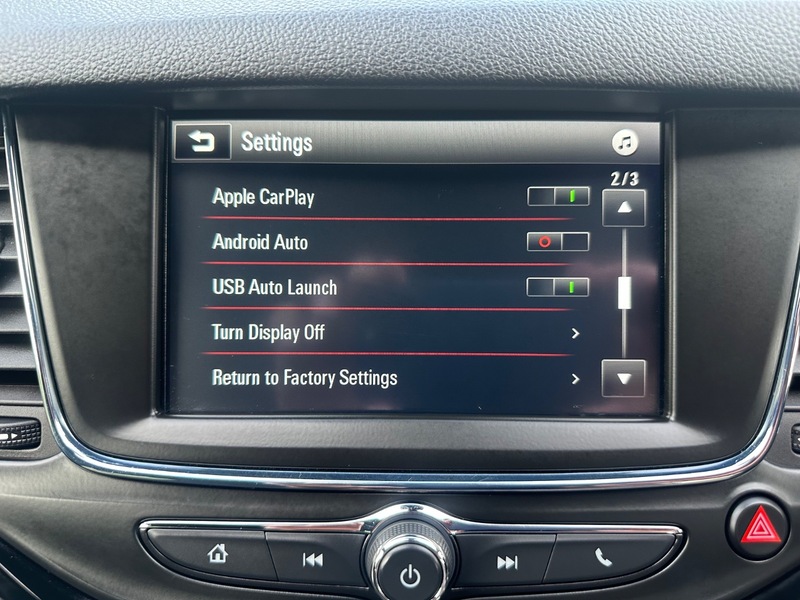 Settings
2/3
Apple CarPlay
Android Auto
USB Auto Launch
Turn Display Off
Return to Factory Settings